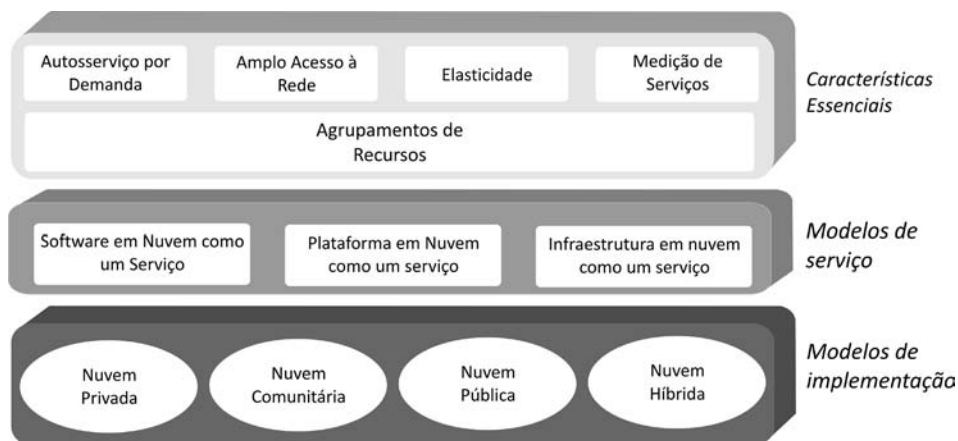 Autosserviço por
Demanda
Amplo Acesso à
Rede
Elasticidade
Medição de
Serviços
Características
Essenciais
Agrupamentos de
Recursos
Software em Nuvem como
um Serviço
Plataforma em Nuvem
como um serviço
Infraestrutura em nuvem
como um serviço
Modelos de
serviço
Nuvem
Privada
Nuvem
Comunitária
Nuvem
Pública
Nuvem
Híbrida
Modelos de
implementação